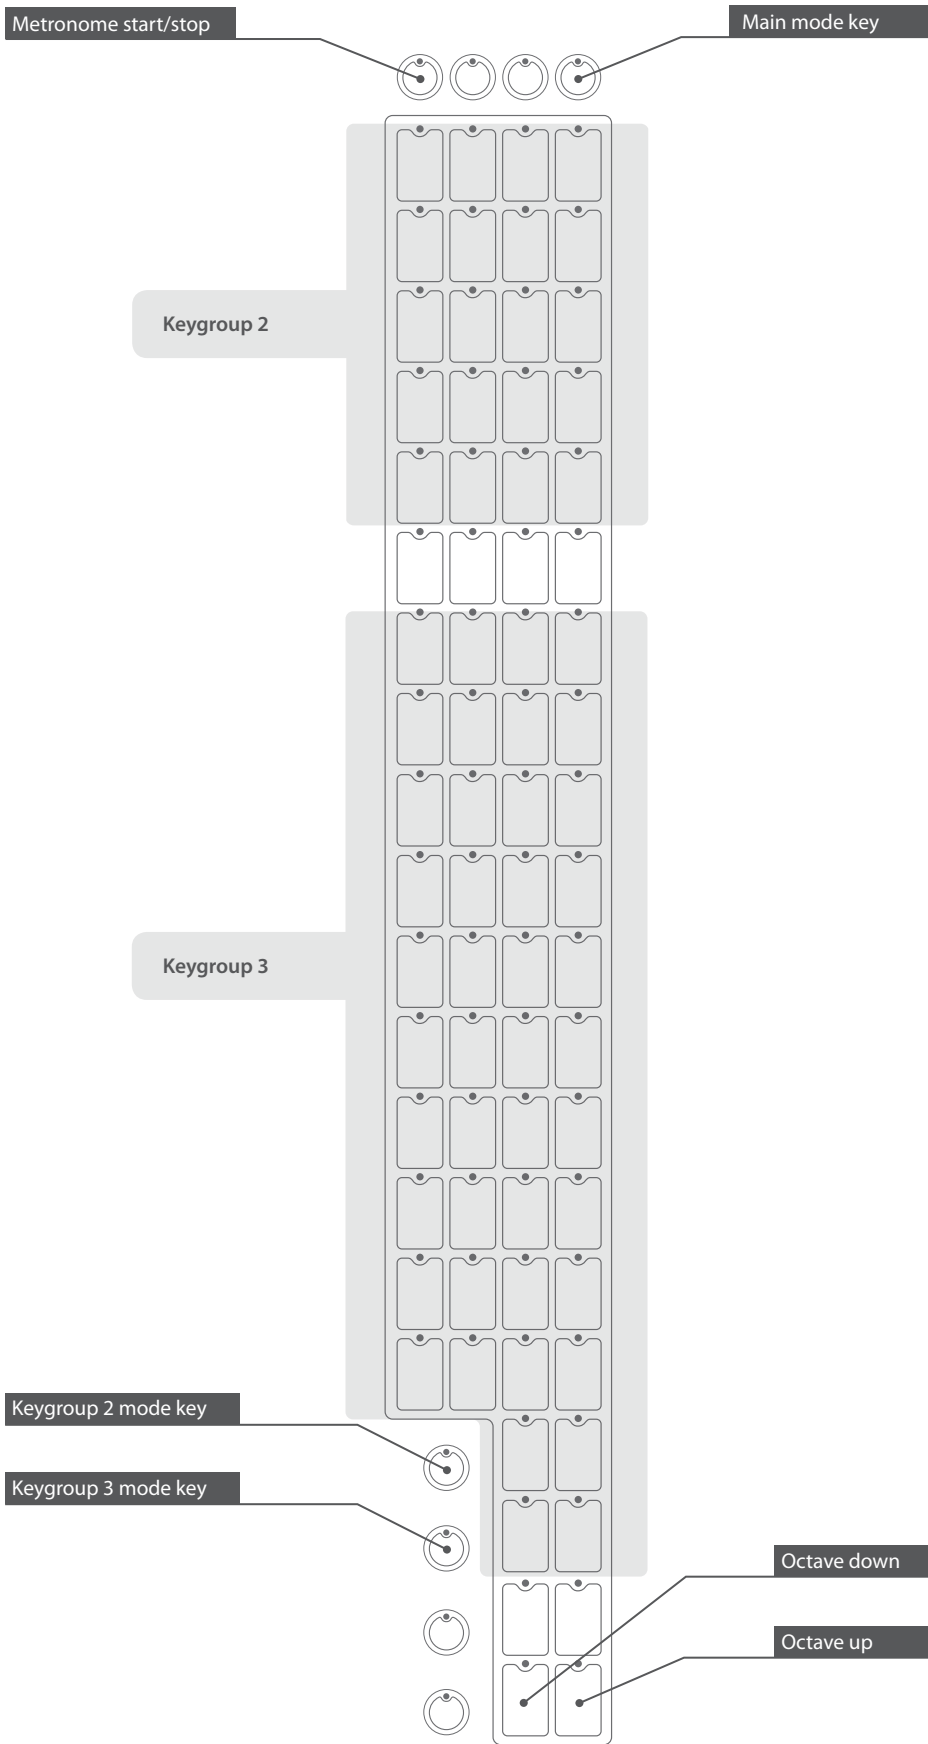 Metronome start/stop
Main mode key
Keygroup 2
Keygroup 3
Keygroup 2 mode key
Keygroup 3 mode key
Octave down
Octave up